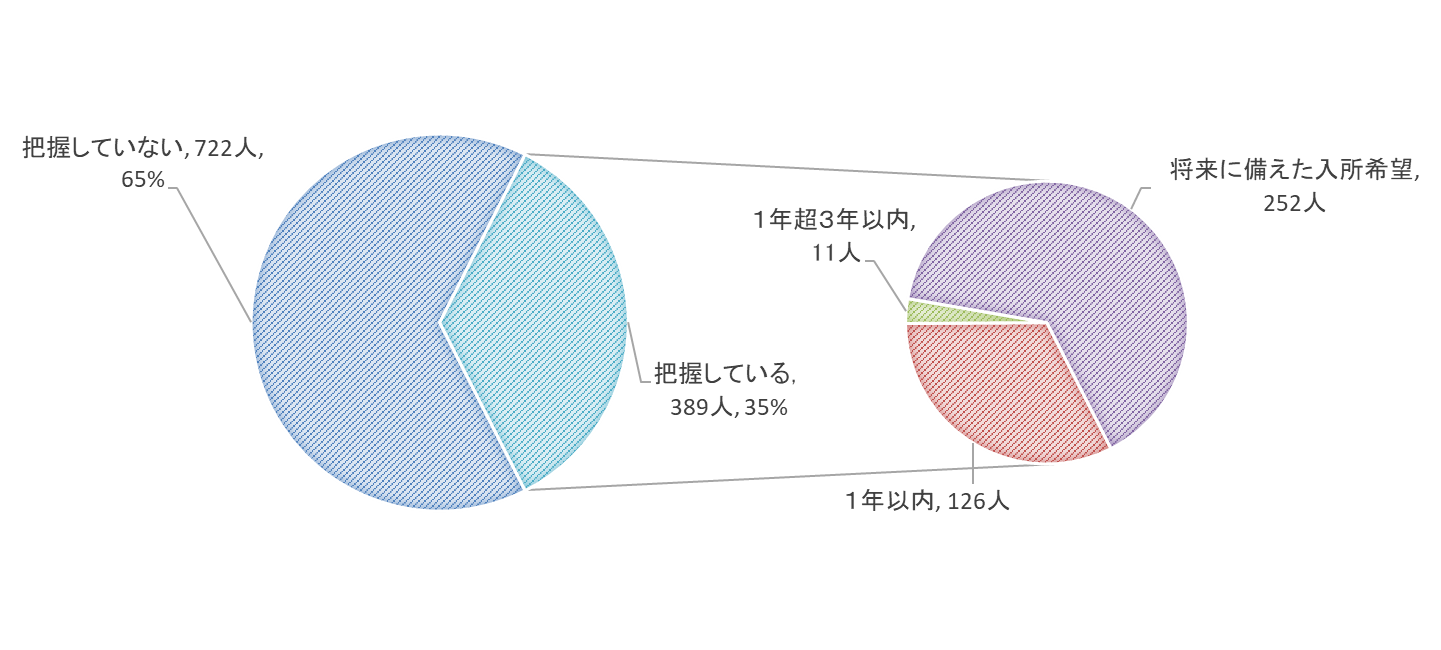 把握していない, 722人,
65%
将来に備えた入所希望,
252人
１年超３年以内,
11人
把握している,
389人, 35%
１年以内, 126人